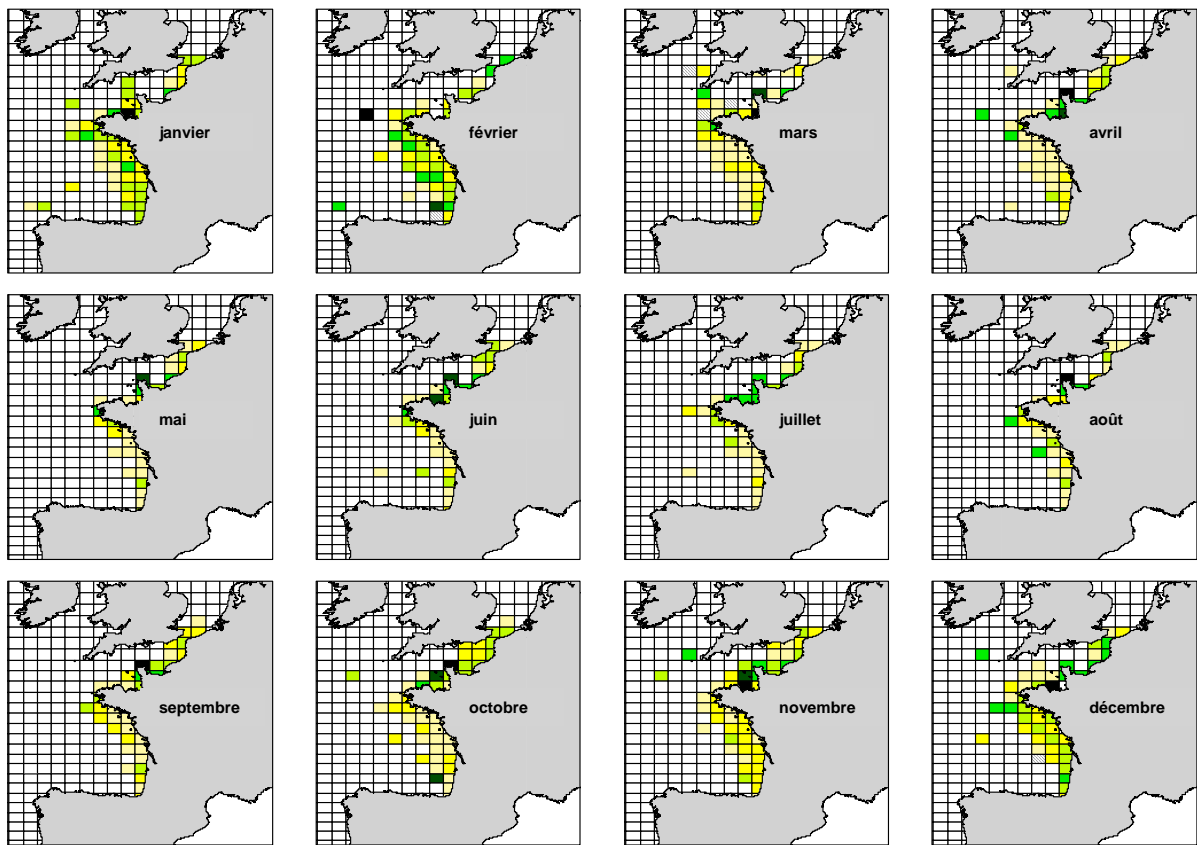 janvier
février
mars
avril
mai
juin
juillet
août
septembre
octobre
novembre
décembre